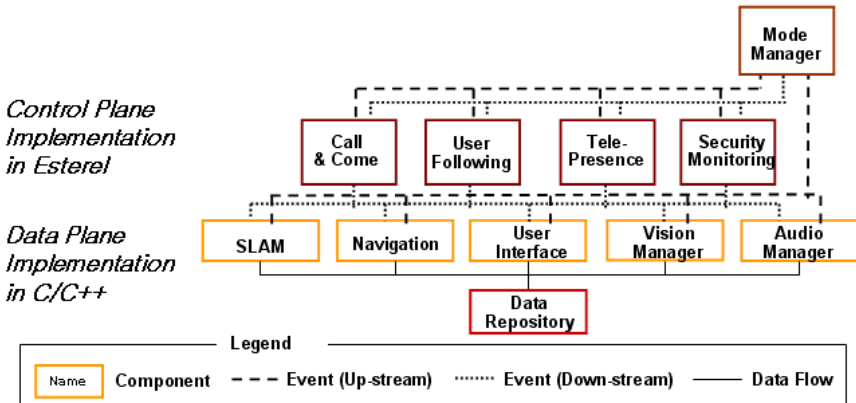 Mode
Manager
Control Plane
Implementation
in Esterel
Call
& Come
User
Following
Tele-
Presence
Security
Monitoring
Data Plane
Implementation
in C/C++
SLAM
Navigation
User
Interface
Vision
Manager
Audio
Manager
Data
Repository
Legend
Name Component Event (Up-stream) Event (Down-stream) Data Flow